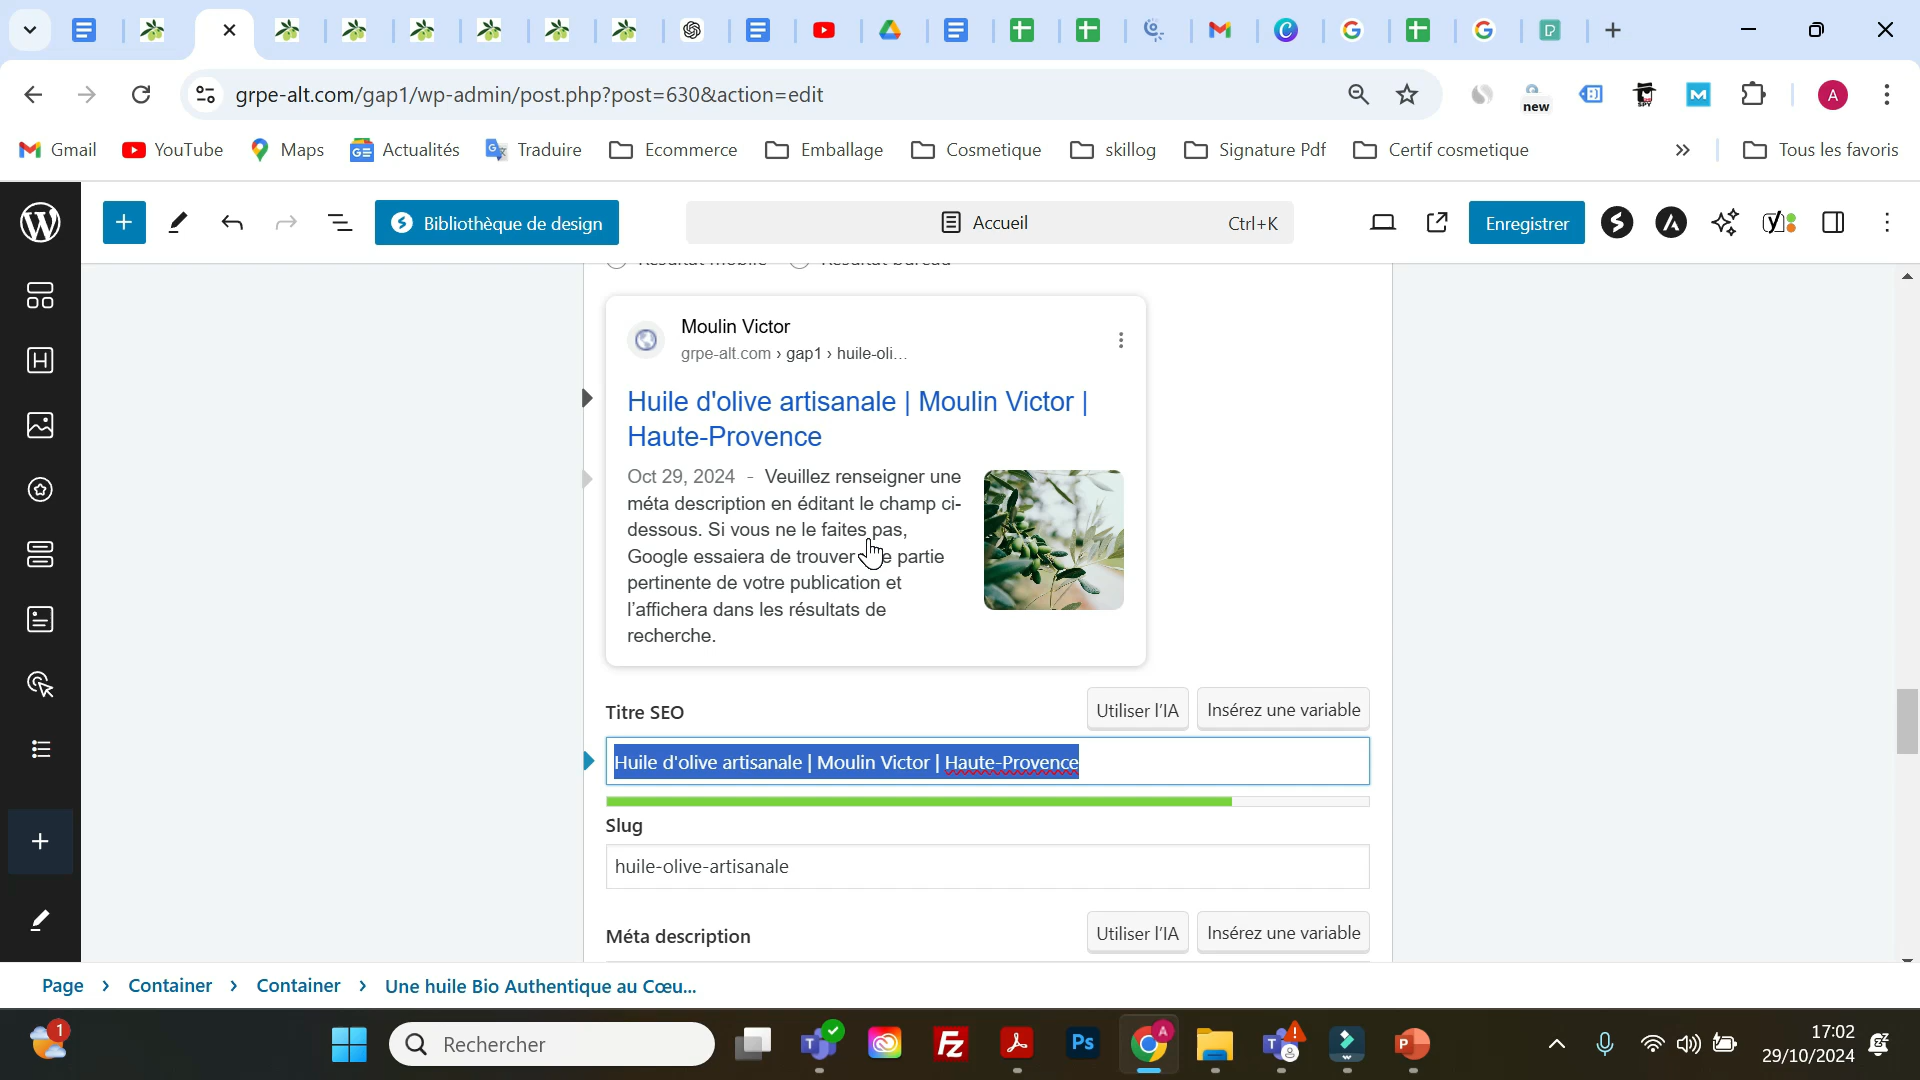 grpe-alt.com/gap1/wp-admin/post.php?post=630&action=edit
new
SPY
A
Gmail
YouTube
Maps
Actualités
Traduire
Ecommerce
Emballage
Cosmetique
skillog
Signature Pdf
Certif cosmetique
»
Tous les favoris
Bibliothèque de design
Accueil
Ctrl+K
Enregistrer
Moulin Victor
grpe-alt.com › gap1 › huile-oli...
Huile d'olive artisanale | Moulin Victor |
Haute-Provence
Oct 29, 2024 - Veuillez renseigner une
méta description en éditant le champ ci-
dessous. Si vous ne le faites pas,
Google essaiera de trouver partie
pertinente de votre publication et
l'affichera dans les résultats de
recherche.
Titre SEO
Utiliser l'IA
Insérez une variable
Huile d'olive artisanale | Moulin Victor | Haute-Provence
Slug
huile-olive-artisanale
Méta description
Utiliser l'IA
Insérez une variable
Page › Container › Container › Une huile Bio Authentique au Cœu...
1
Rechercher
17:02
29/10/2024